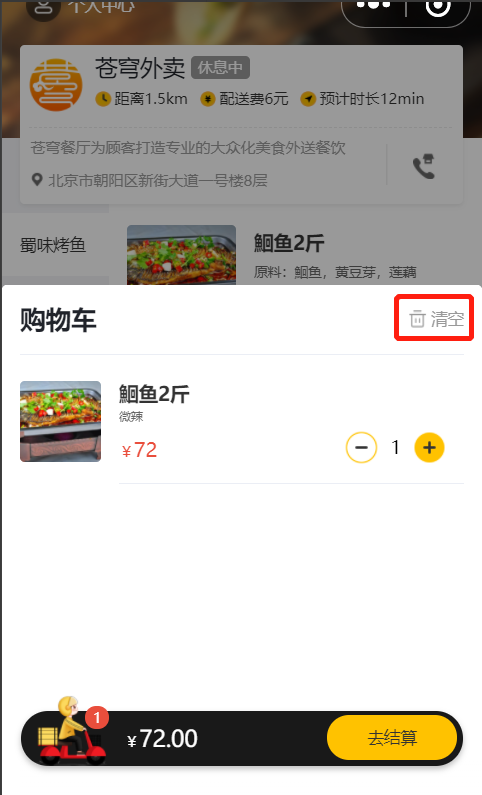 个人中心
苍穹外卖 休息中
距离1.5km 配送费6元 预计时长12min
苍穹餐厅为顾客打造专业的大众化美食外送餐饮
北京市朝阳区新街大道一号楼8层
蜀味烤鱼
鮰鱼2斤
原料：鮰鱼，黄豆芽，莲藕
购物车
清空
鮰鱼2斤
微辣
¥72
1
1
¥72.00
去结算